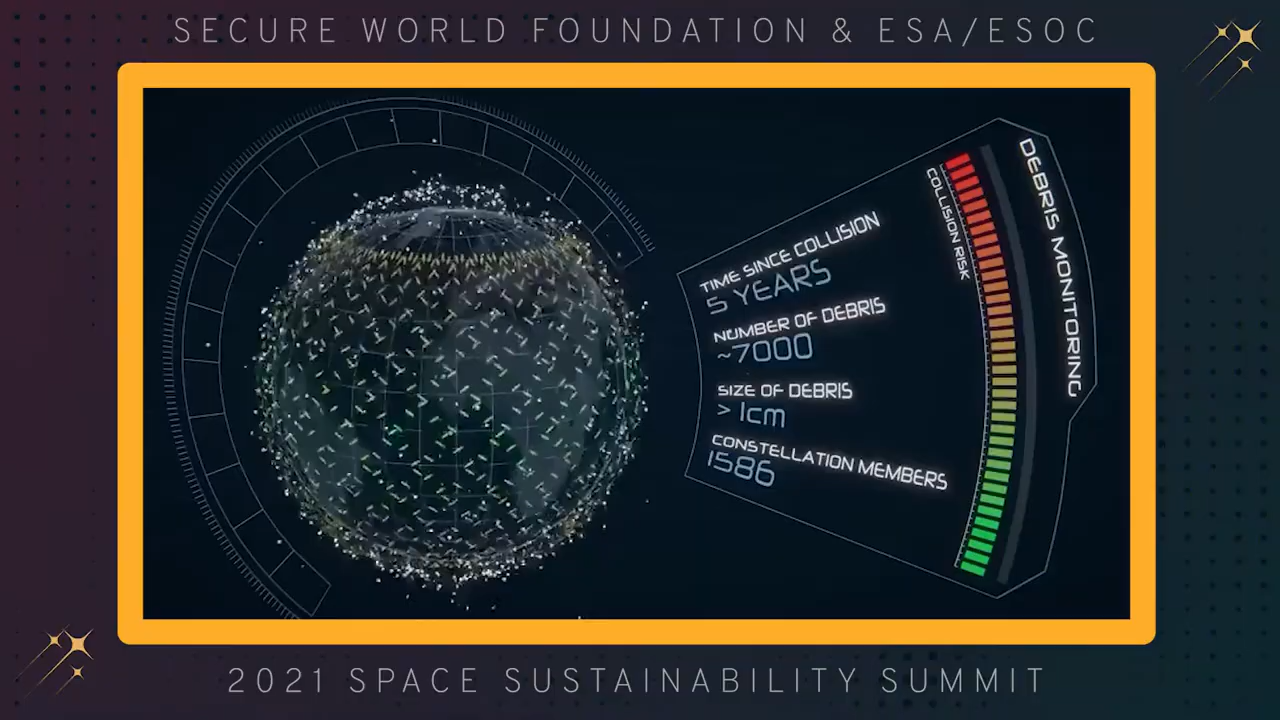 SECURE WORLD FOUNDATION & ESA/ESOC
DEBRIS MONITORING
COLLISION RISK
TIME SINCE COLLISION
5 YEARS
NUMBER OF DEBRIS
~7000
SIZE OF DEBRIS
> 1cm
CONSTELLATION MEMBERS
1586
2021 SPACE SUSTAINABILITY SUMMIT